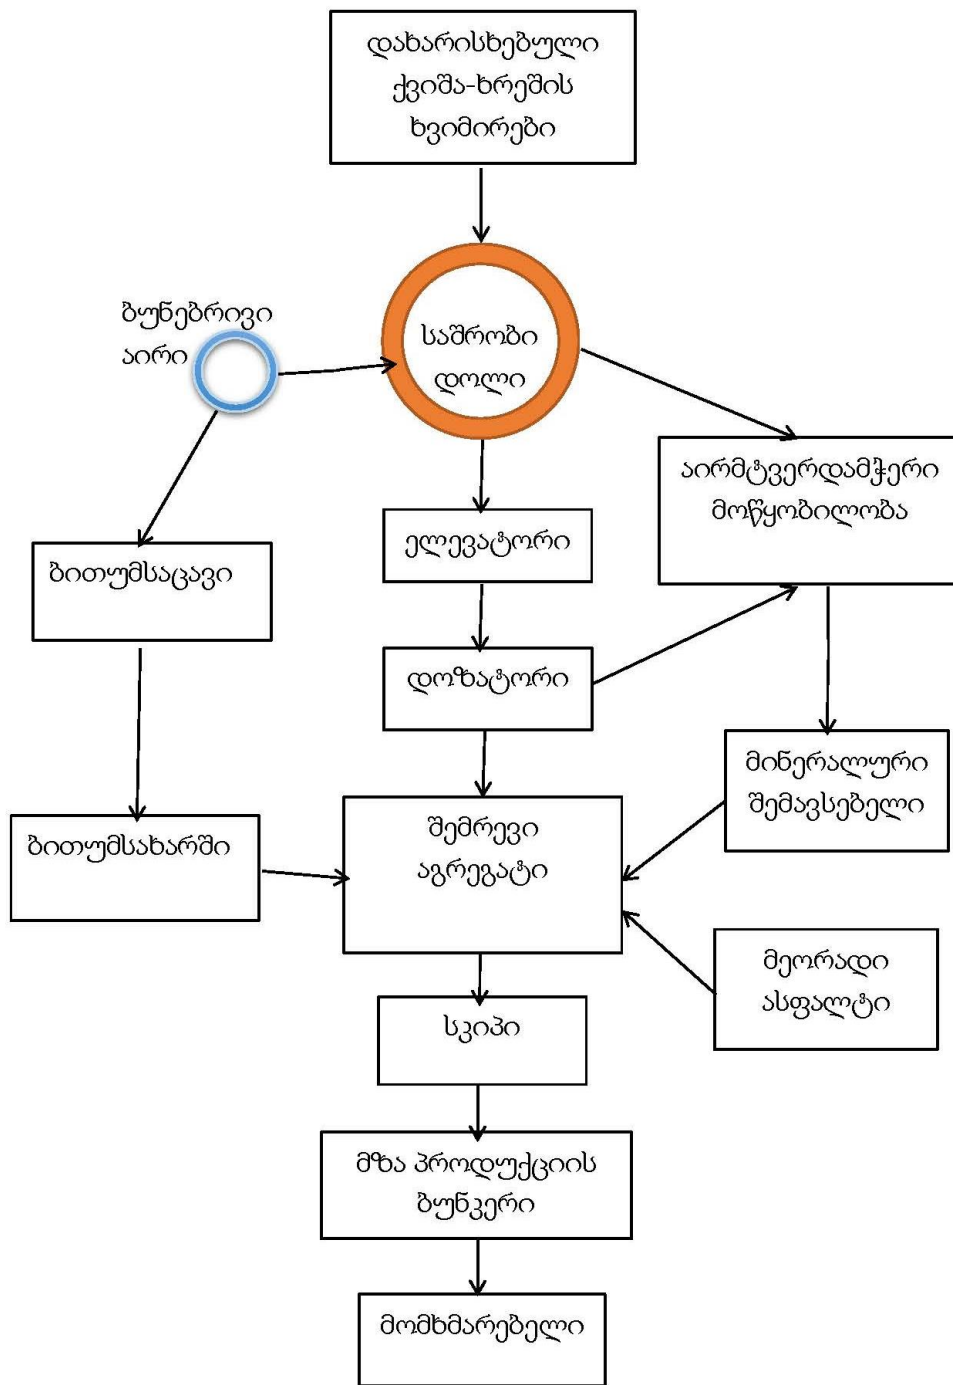 დახარისხებული
ქვიშა-ხრეშის
ხვიმირები
ბუნებრივი
აირი
საშრობი
დოლი
აირმტვერდამჭერი
მოწყობილობა
ელევატორი
ბითუმსაცავი
დოზატორი
მინერალური
შემავსებელი
ბითუმსახარში
შემრევი
აგრეგატი
მეორადი
ასფალტი
სკიპი
მზა პროდუქციის
ბუნკერი
მომხმარებელი